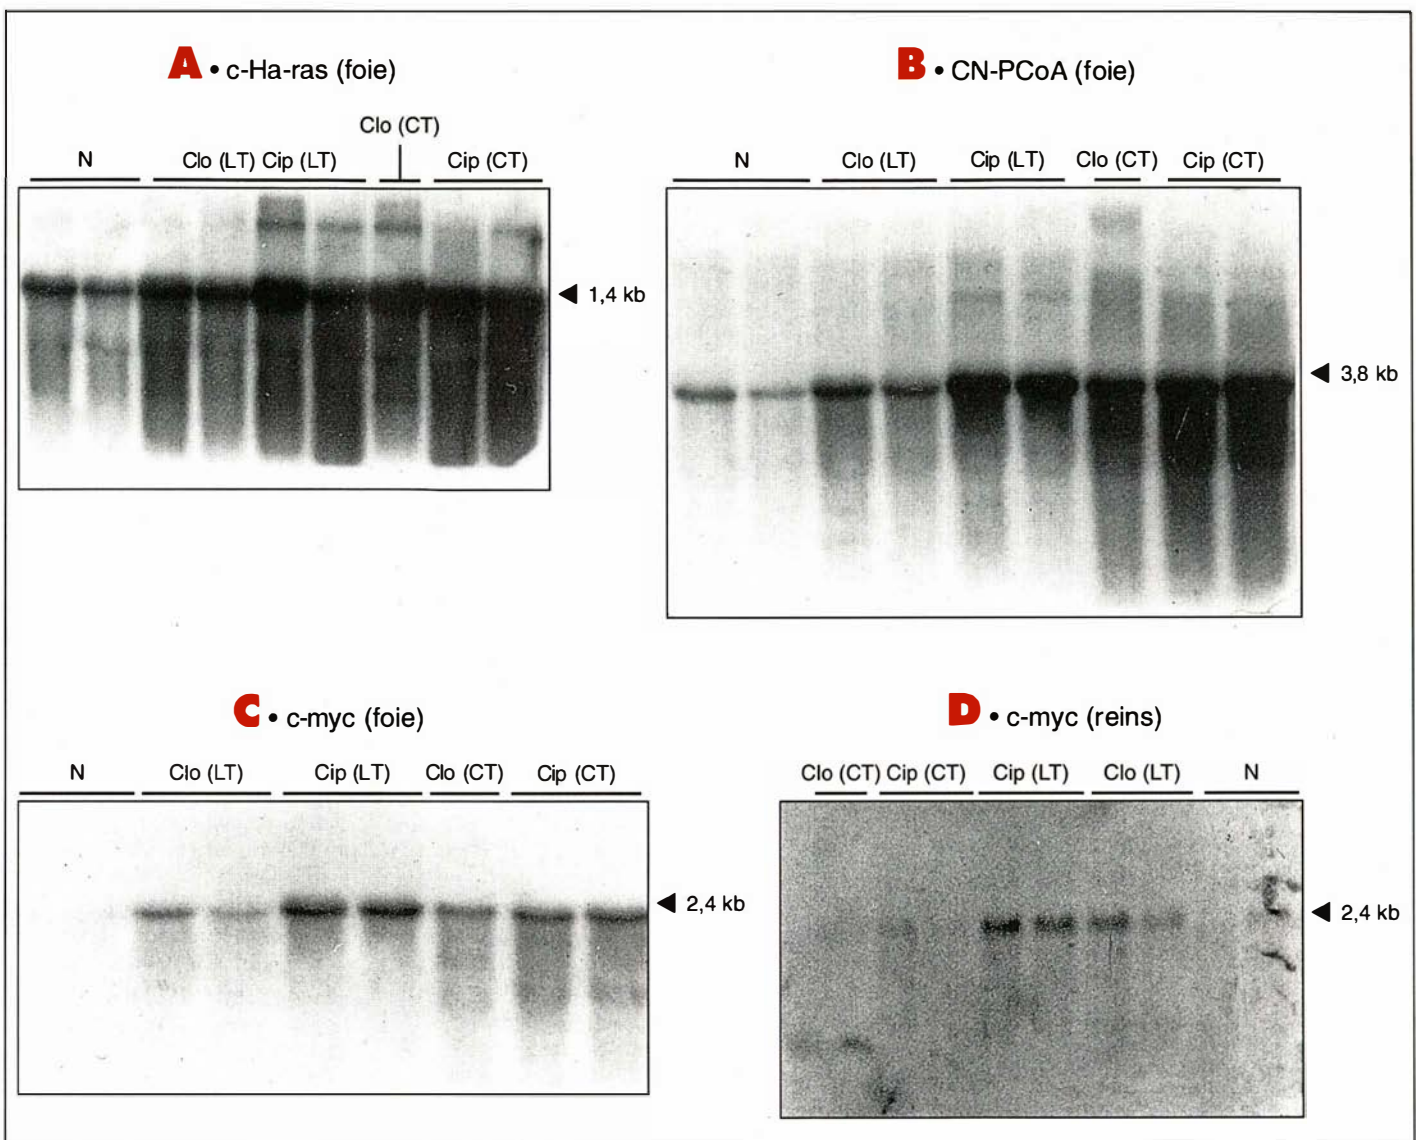 A • c-Ha-ras (foie)
Clo (CT)
N Clo (LT) Cip (LT) Cip (CT)
1,4 kb
B • CN-PCoA (foie)
N Clo (LT) Cip (LT) Clo (CT) Cip (CT)
3,8 kb
C • c-myc (foie)
N Clo (LT) Cip (LT) Clo (CT) Cip (CT)
2,4 kb
D • c-myc (reins)
Clo (CT) Cip (CT) Cip (LT) Clo (LT) N
2,4 kb